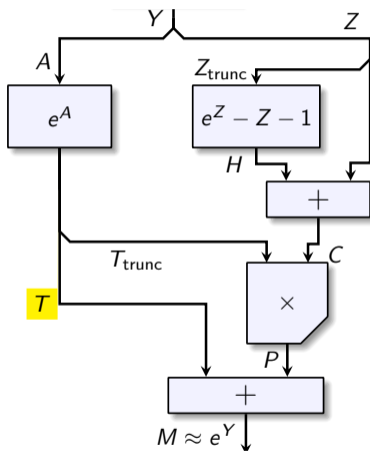 Y
Z
A
Z_trunc
e^A
e^Z − Z − 1
H
+
T_trunc
C
T
×
P
+
M ≈ e^Y